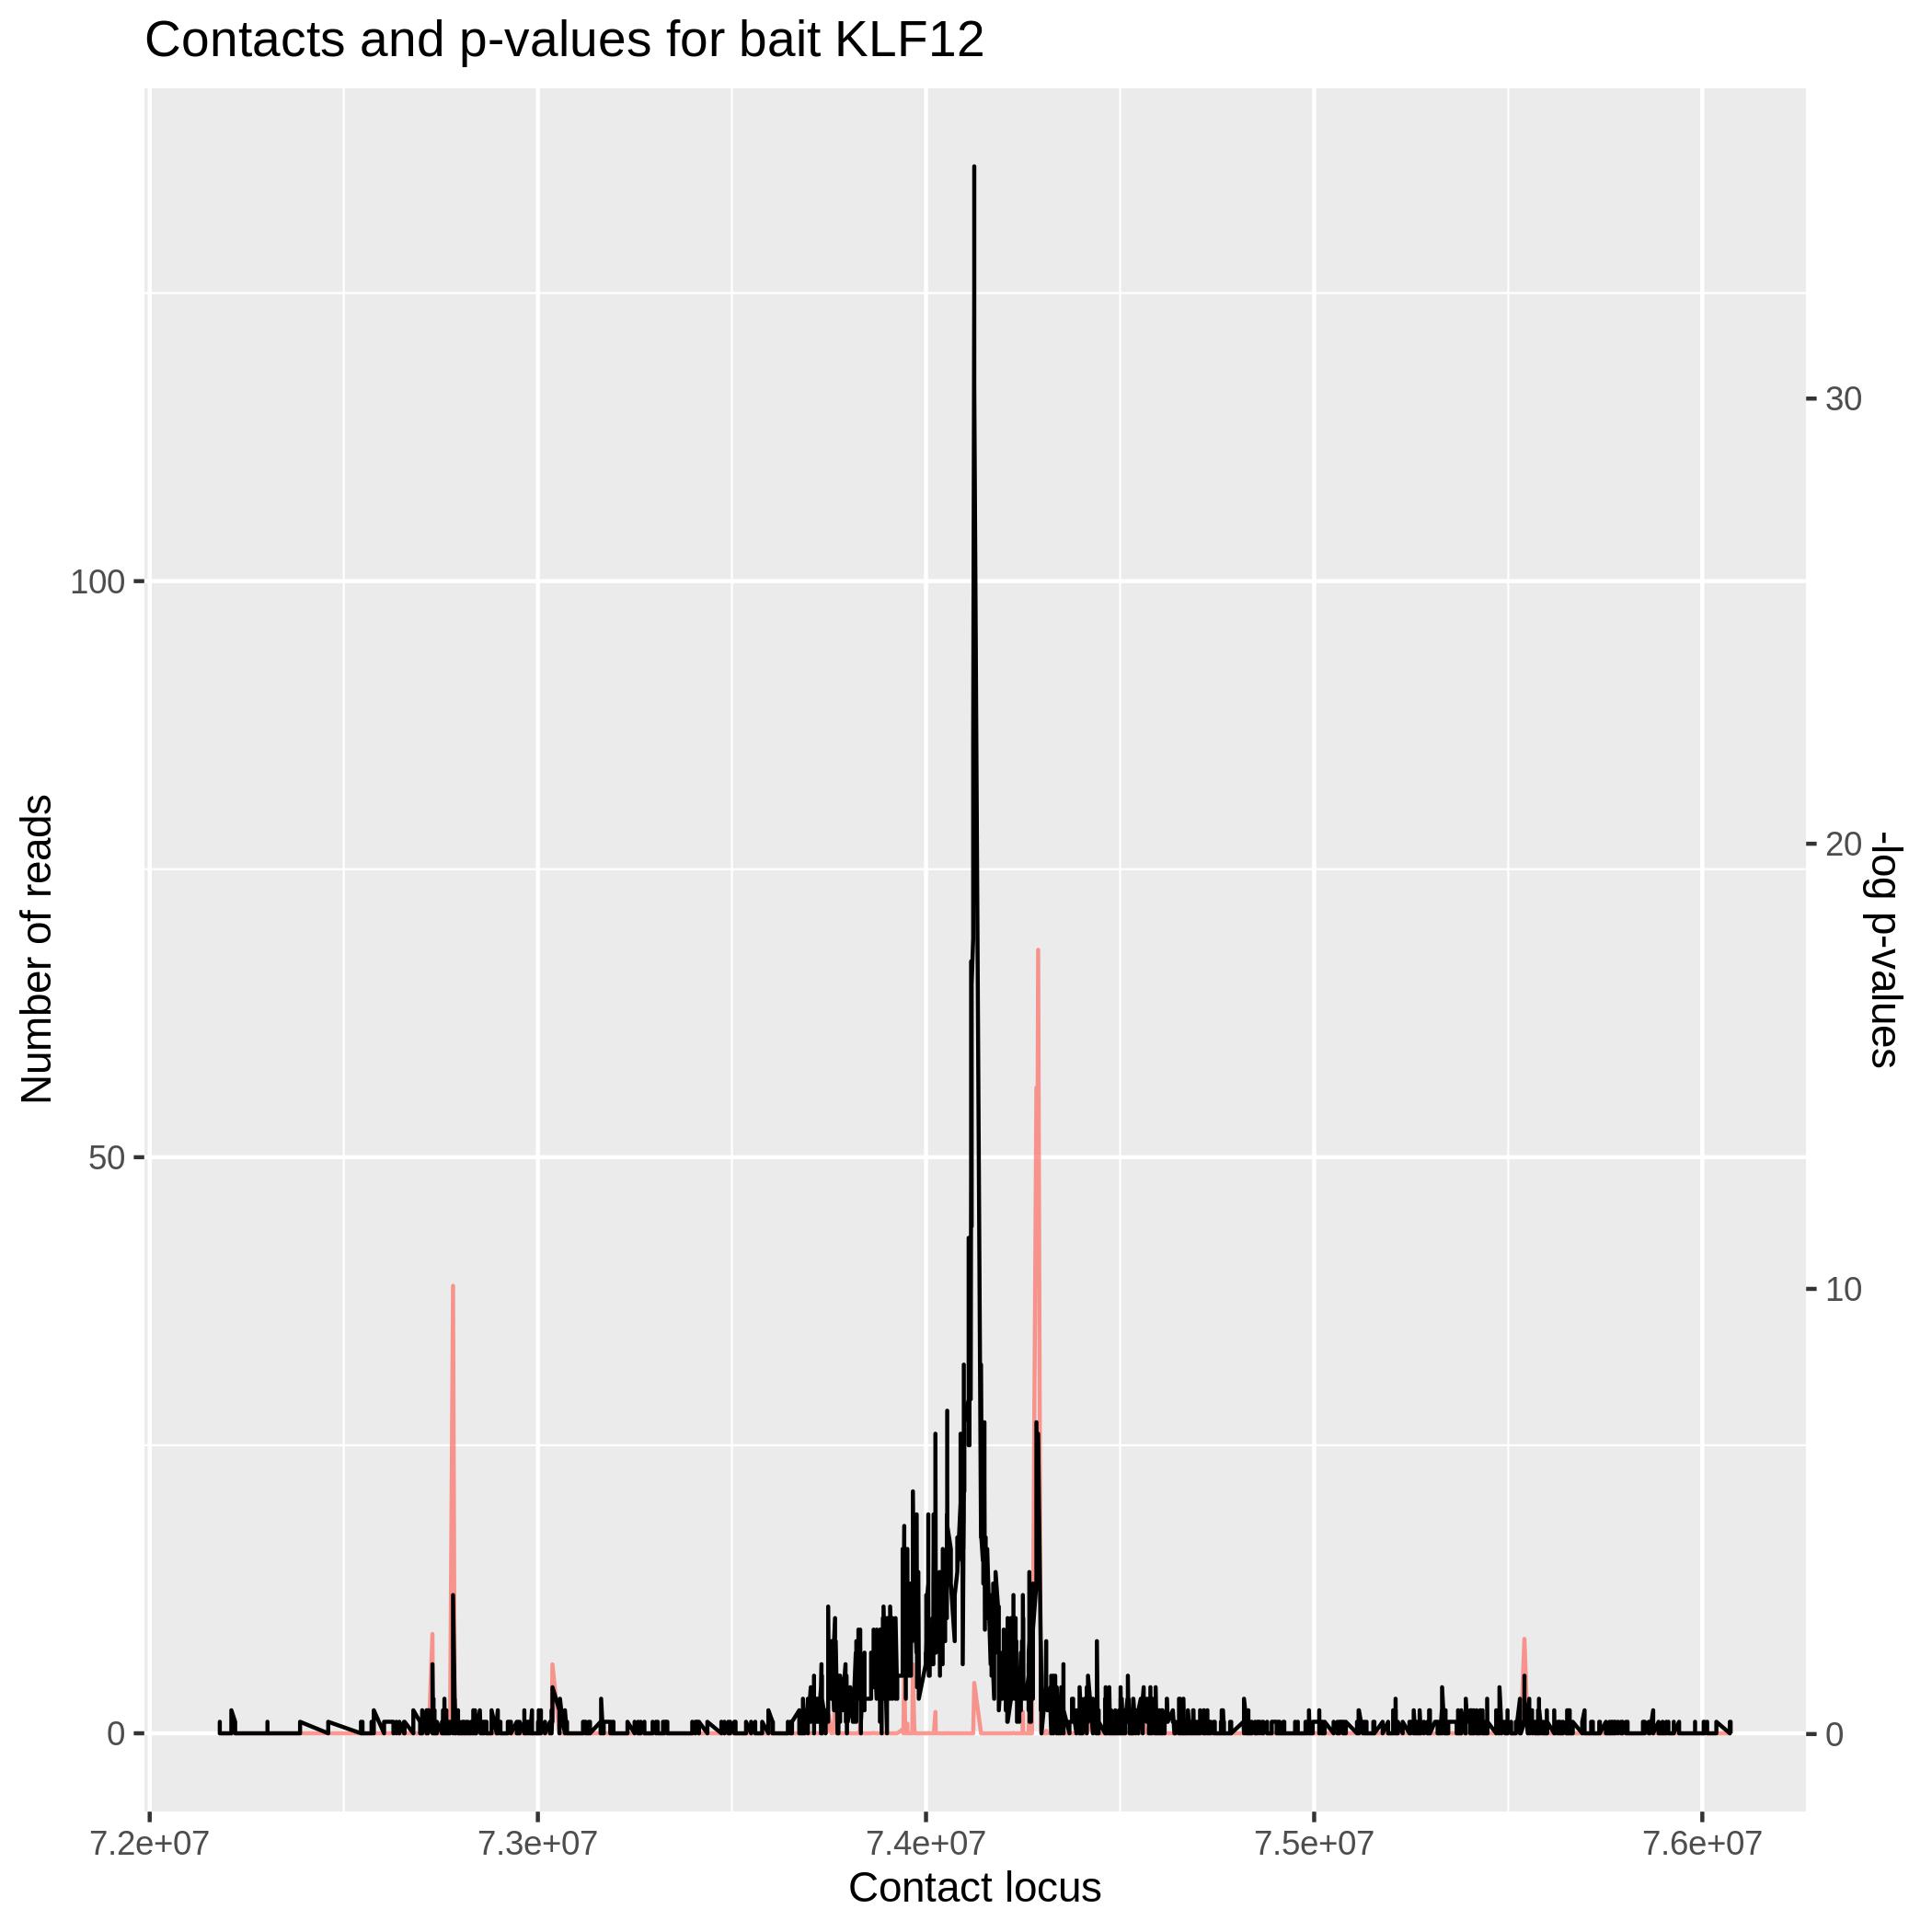 Contacts and p-values for bait KLF12
Number of reads
100
50
0
30
20
10
0
-log p-values
7.2e+07 7.3e+07 7.4e+07 7.5e+07 7.6e+07
Contact locus